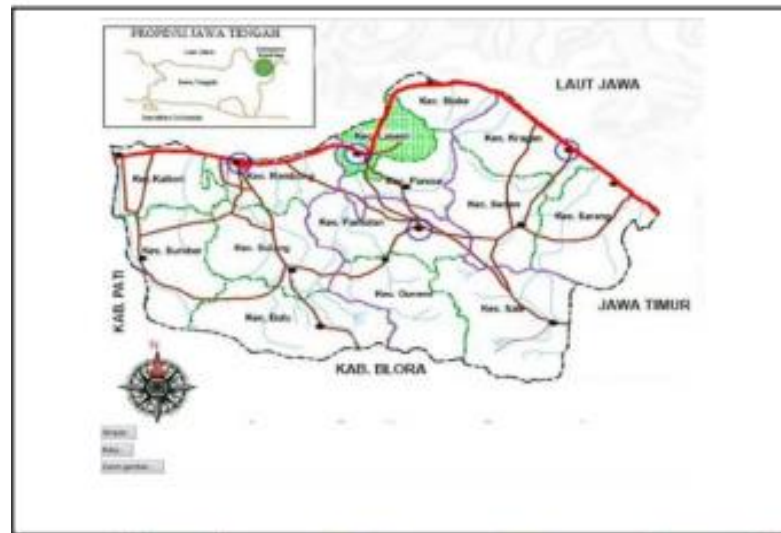 PROPINSI JAWA TENGAH
LAUT JAWA
Kec. Sluke
Kec. Lasem
Kec. Kragan
Kec. Kaliori
Kec. Rembang
Kec. Pancur
Kec. Sedan
Kec. Sarang
Kec. Pamotan
Kec. Sumber
Kec. Sulang
Kec. Gunem
Kec. Sale
Kec. Bulu
KAB. PATI
JAWA TIMUR
KAB. BLORA